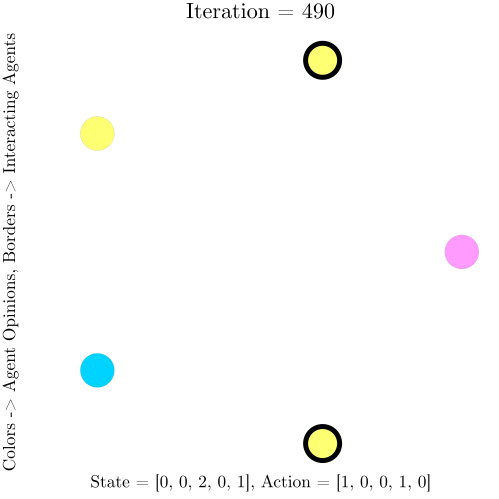 Iteration = 490
Colors -> Agent Opinions, Borders -> Interacting Agents
State = [0, 0, 2, 0, 1], Action = [1, 0, 0, 1, 0]